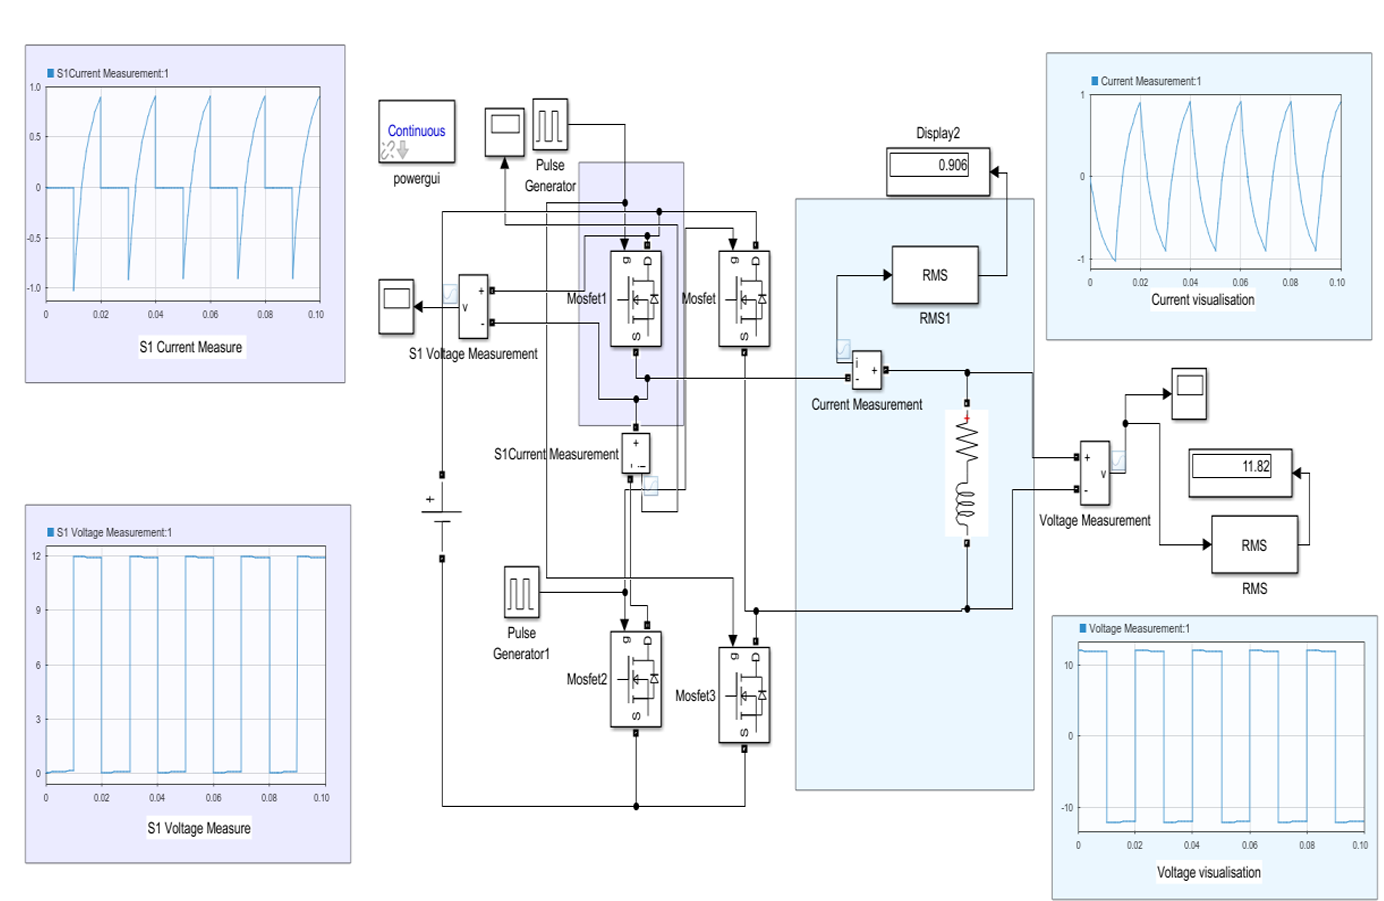 S1Current Measurement:1
1.0
0.5
0
-0.5
-1.0
0
0.02
0.04
0.06
0.08
0.10
S1 Current Measure
S1 Voltage Measurement:1
12
9
6
3
0
0
0.02
0.04
0.06
0.08
0.10
S1 Voltage Measure
Continuous
powergui
Pulse
Generator
g
D
S
Mosfet1
g
D
S
Mosfet
+
v
-
S1 Voltage Measurement
+
-
i
S1Current Measurement
+
Pulse
Generator1
g
D
S
Mosfet2
g
D
S
Mosfet3
Display2
0.906
RMS
RMS1
i
+
-
Current Measurement
+
+
v
-
Voltage Measurement
11.82
RMS
RMS
Current Measurement:1
1
0
-1
0
0.02
0.04
0.06
0.08
0.10
Current visualisation
Voltage Measurement:1
10
0
-10
0
0.02
0.04
0.06
0.08
0.10
Voltage visualisation